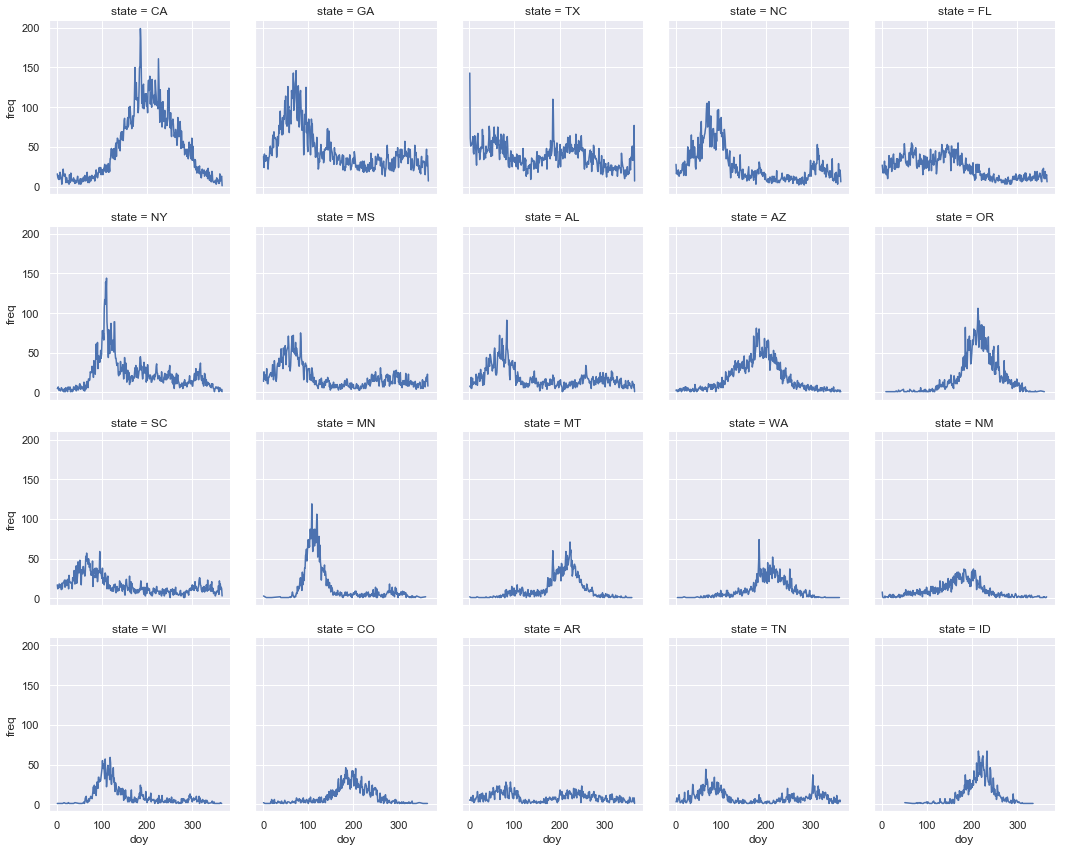 state = CA state = GA state = TX state = NC state = FL
200
150
100
50
0
freq
state = NY state = MS state = AL state = AZ state = OR
200
150
100
50
0
freq
state = SC state = MN state = MT state = WA state = NM
200
150
100
50
0
freq
state = WI state = CO state = AR state = TN state = ID
200
150
100
50
0
freq
0 100 200 300 0 100 200 300 0 100 200 300 0 100 200 300 0 100 200 300
doy doy doy doy doy